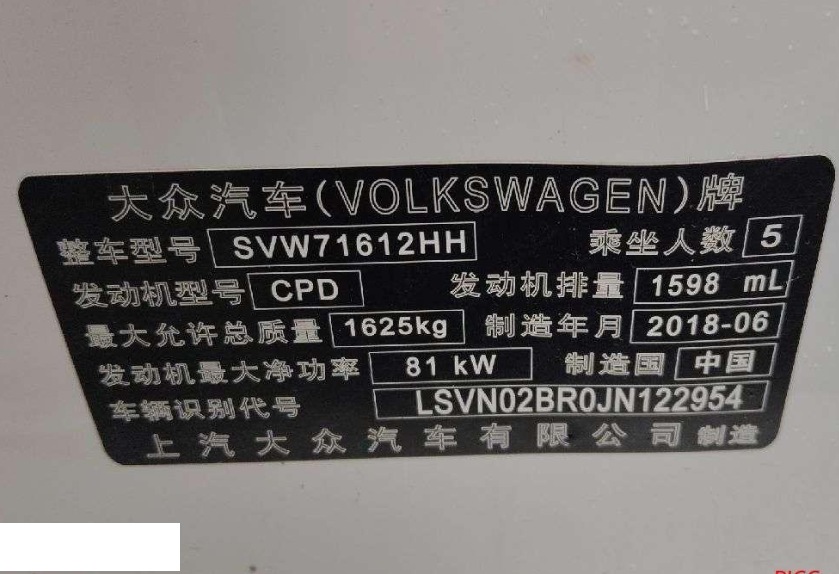 大众汽车(VOLKSWAGEN)牌
整车型号 SVW71612HH 乘坐人数 5
发动机型号 CPD 发动机排量 1598 mL
最大允许总质量 1625kg 制造年月 2018-06
发动机最大净功率 81 kW 制造国 中国
车辆识别代号 LSVN02BR0JN122954
上汽大众汽车有限公司 制造